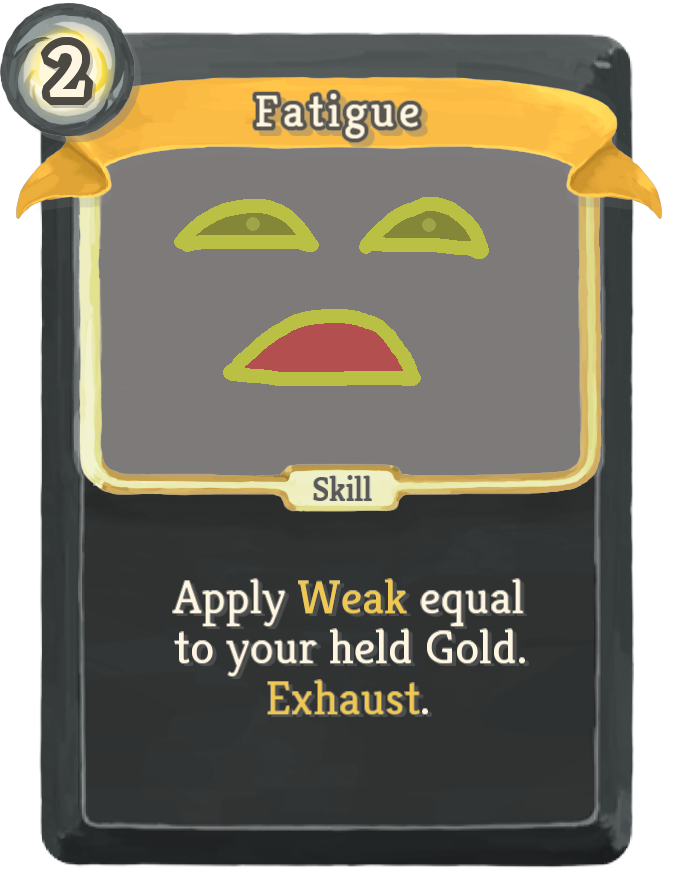 2
Fatigue
Skill
Apply Weak equal
to your held Gold.
Exhaust.